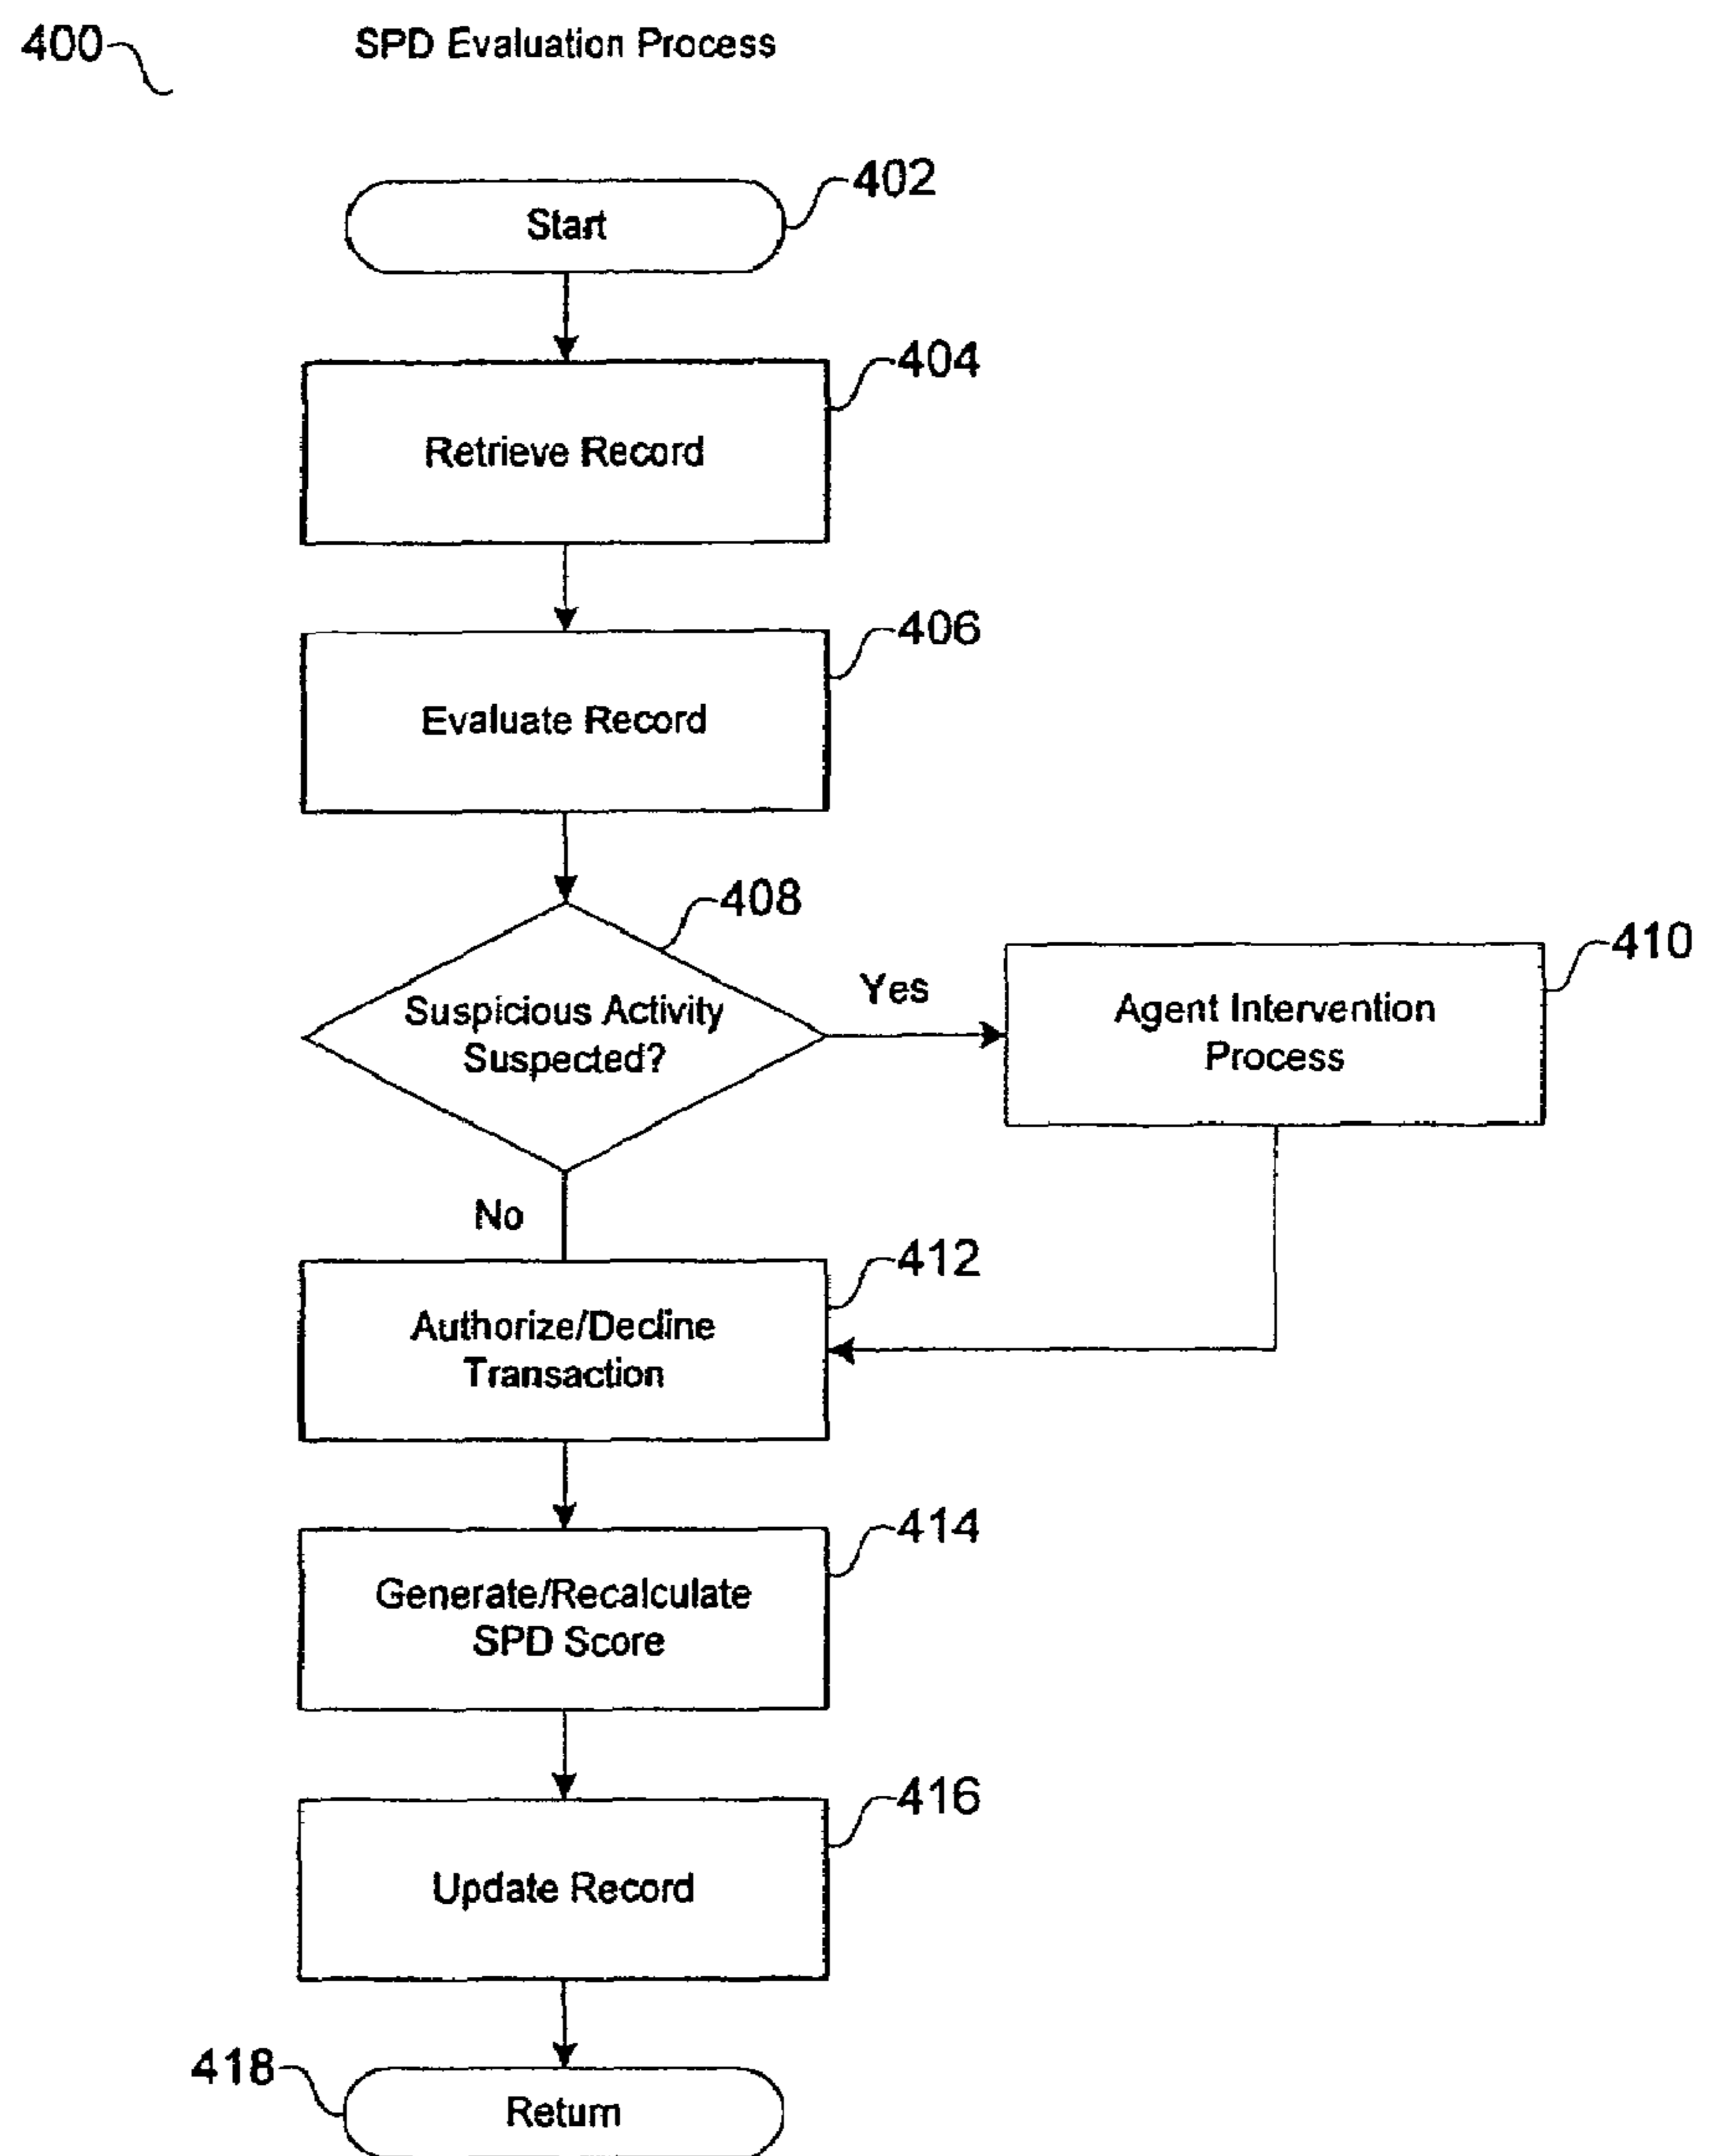 400
SPD Evaluation Process
402
Start
404
Retrieve Record
406
Evaluate Record
408
Suspicious Activity
Suspected?
Yes
410
Agent Intervention
Process
No
412
Authorize/Decline
Transaction
414
Generate/Recalculate
SPD Score
416
Update Record
418
Return